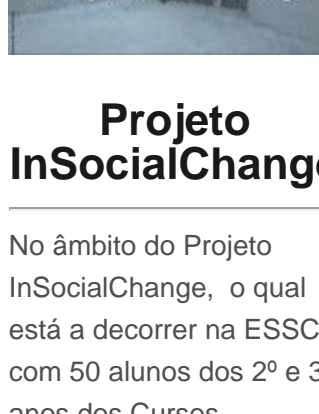 Projeto
InSocialChange
No âmbito do Projeto
InSocialChange, o qual
está a decorrer na ESSC
com 50 alunos dos 2º e 3
anos dos Cursos